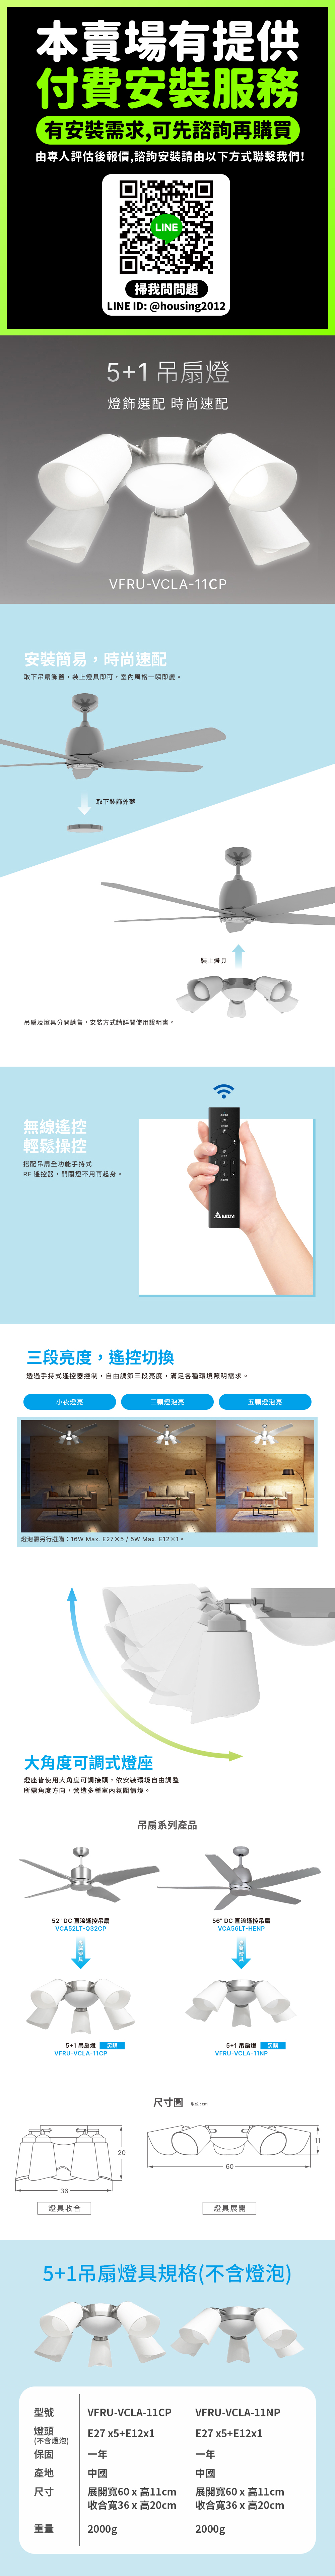 本賣場有提供
付費安裝服務
有安裝需求,可先諮詢再購買
由專人評估後報價,諮詢安裝請由以下方式聯繫我們!
LINE
掃我問問題
LINE ID: @housing2012
5+1 吊扇燈
燈飾選配 時尚速配
VFRU-VCLA-11CP
安裝簡易，時尚速配
取下吊扇飾蓋，裝上燈具即可，室內風格一瞬即變。
取下裝飾外蓋
裝上燈具
吊扇及燈具分開銷售，安裝方式請詳閱使用說明書。
無線遙控
輕鬆操控
搭配吊扇全功能手持式
RF 遙控器，開關燈不用再起身。
DELTA
三段亮度，遙控切換
透過手持式遙控器控制，自由調節三段亮度，滿足各種環境照明需求。
小夜燈亮
三顆燈泡亮
五顆燈泡亮
燈泡需另行選購：16W Max. E27×5 / 5W Max. E12×1。
大角度可調式燈座
燈座皆使用大角度可調接頭，依安裝環境自由調整
所需角度方向，營造多種室內氛圍情境。
吊扇系列產品
52" DC 直流遙控吊扇
VCA52LT-Q32CP
56" DC 直流遙控吊扇
VCA56LT-HENP
5+1 吊扇燈 另購
VFRU-VCLA-11CP
5+1 吊扇燈 另購
VFRU-VCLA-11NP
尺寸圖 單位：cm
20
36
燈具收合
11
60
燈具展開
5+1吊扇燈具規格(不含燈泡)
型號 VFRU-VCLA-11CP VFRU-VCLA-11NP
燈頭 E27 x5+E12x1 E27 x5+E12x1
(不含燈泡)
保固 一年 一年
產地 中國 中國
尺寸 展開寬60 x 高11cm 展開寬60 x 高11cm
收合寬36 x 高20cm 收合寬36 x 高20cm
重量 2000g 2000g